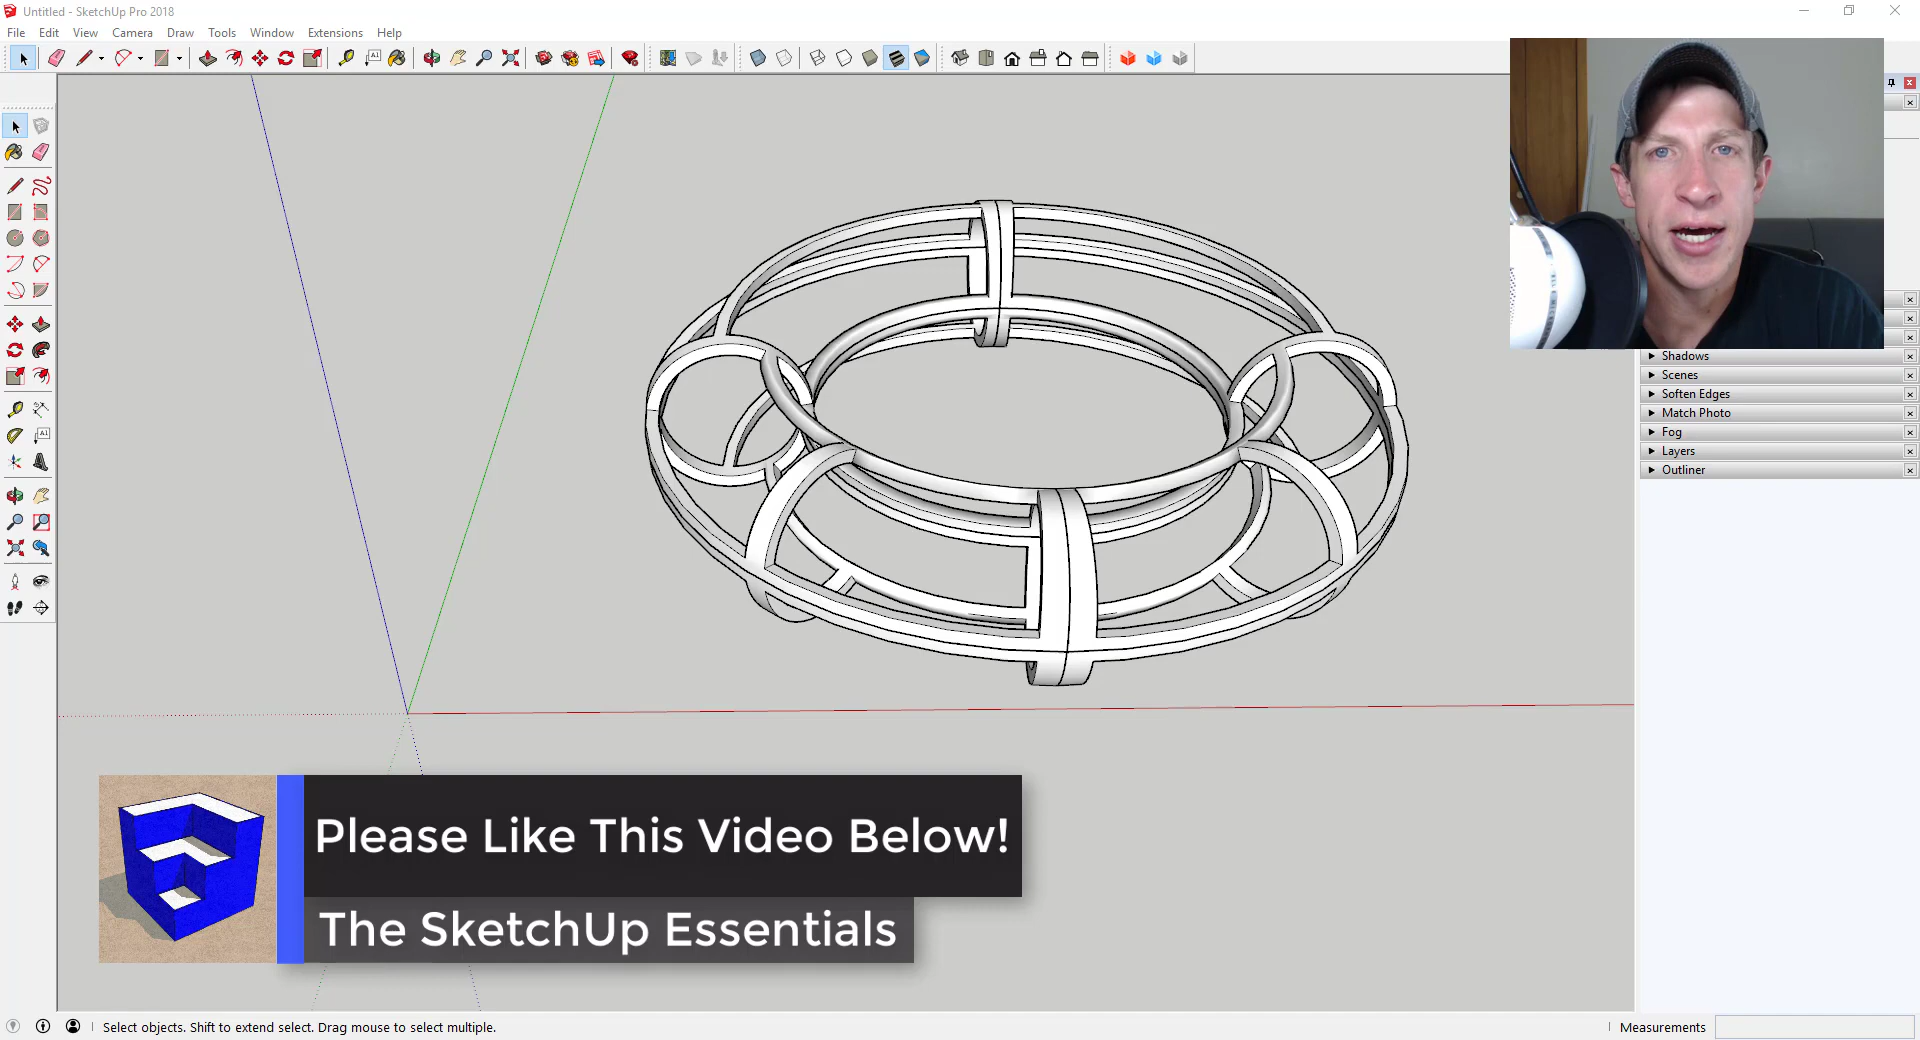 Untitled - SketchUp Pro 2018
File Edit View Camera Draw Tools Window Extensions Help
Shadows
Scenes
Soften Edges
Match Photo
Fog
Layers
Outliner
Please Like This Video Below!
The SketchUp Essentials
Select objects. Shift to extend select. Drag mouse to select multiple.
Measurements